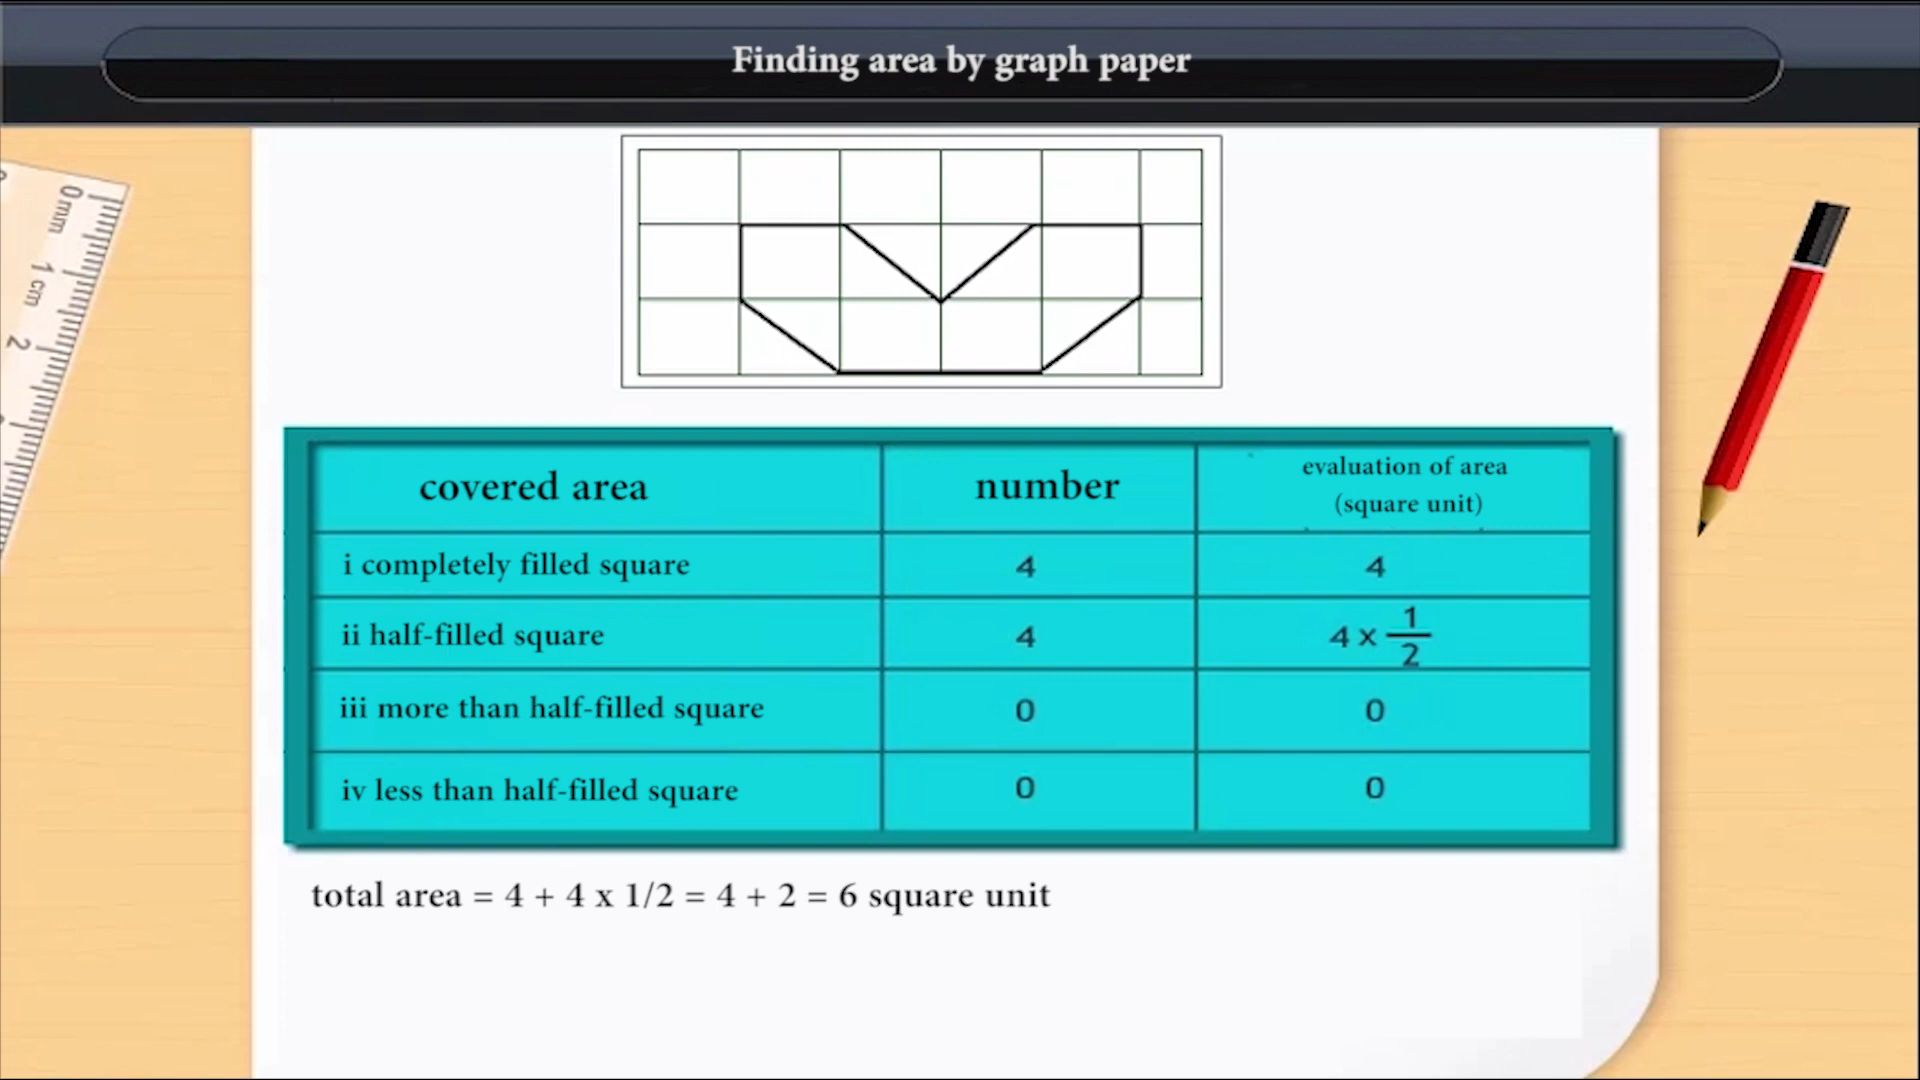 Finding area by graph paper
0mm
1 cm
2
covered area number evaluation of area (square unit)
i completely filled square 4 4
ii half-filled square 4 4 x 1/2
iii more than half-filled square 0 0
iv less than half-filled square 0 0
total area = 4 + 4 x 1/2 = 4 + 2 = 6 square unit